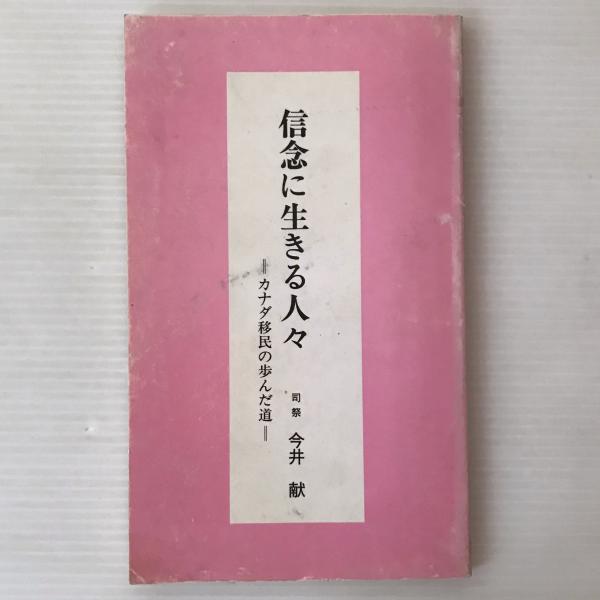 信念に生きる人々
＝カナダ移民の歩んだ道＝
司祭 今井 献